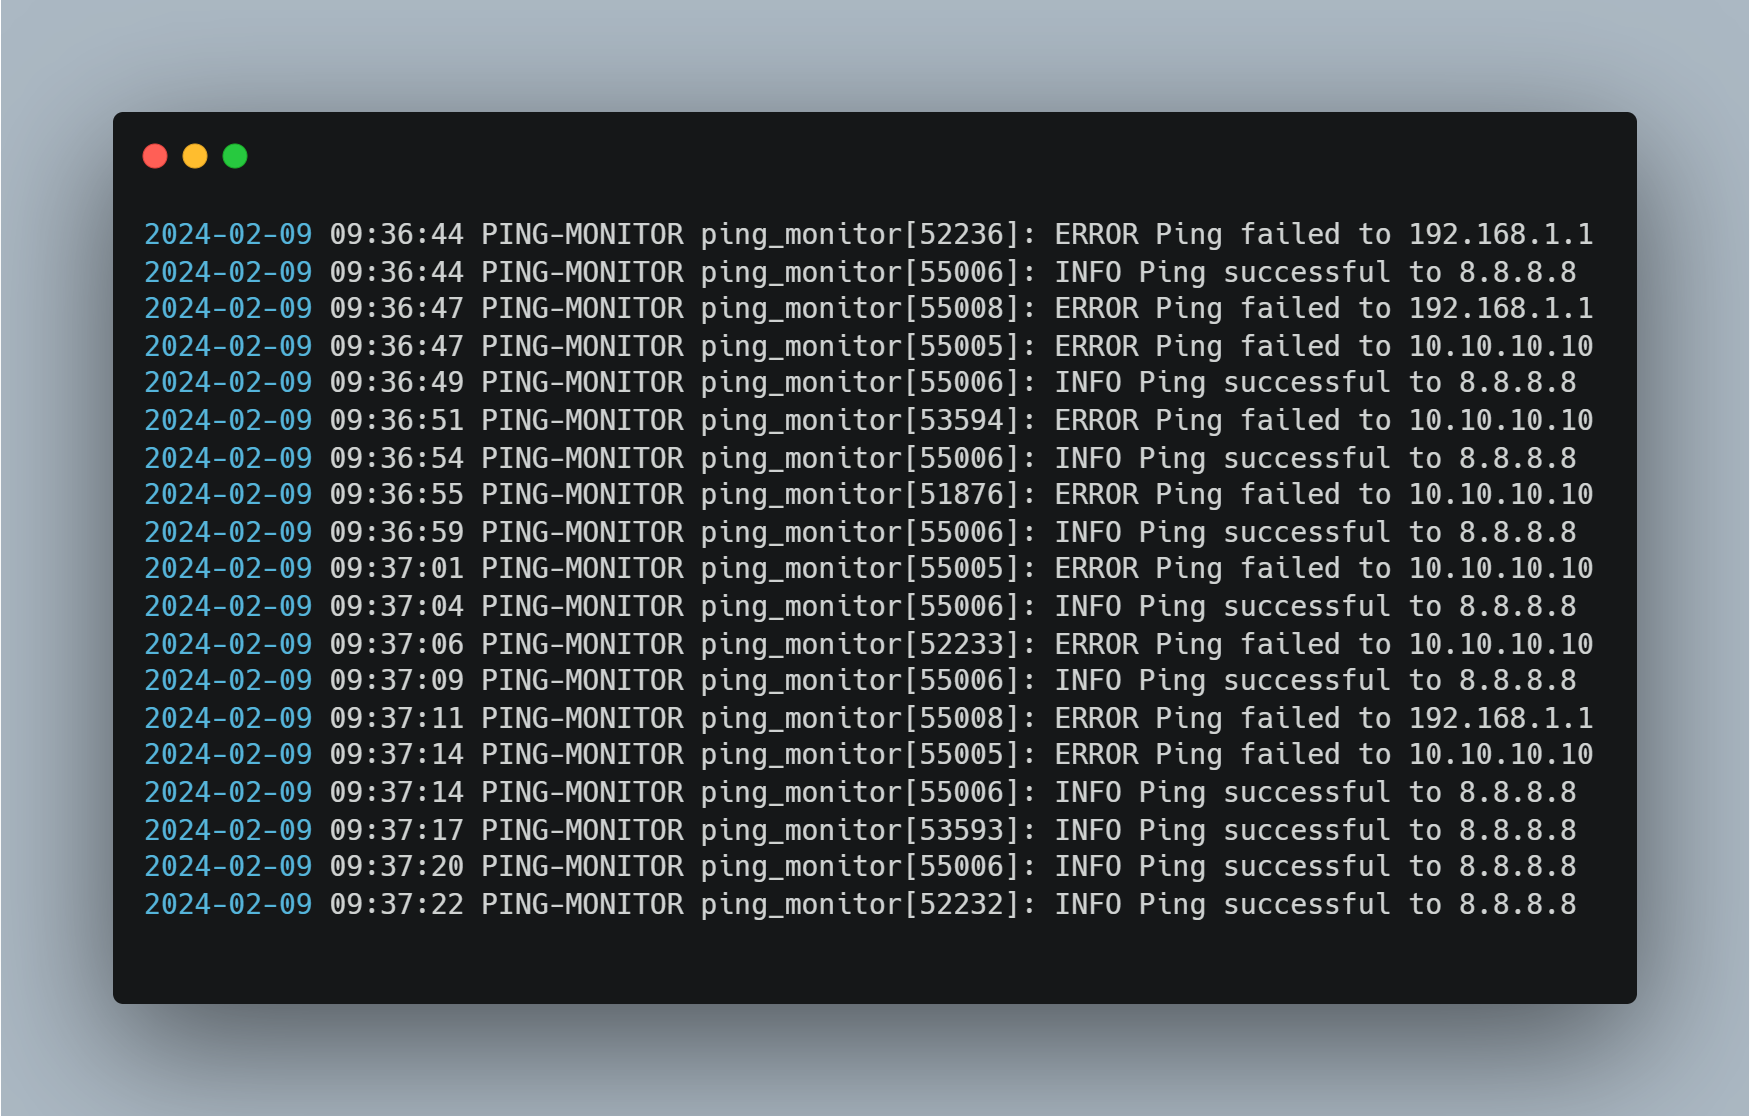 2024-02-09 09:36:44 PING-MONITOR ping_monitor[52236]: ERROR Ping failed to 192.168.1.1
2024-02-09 09:36:44 PING-MONITOR ping_monitor[55006]: INFO Ping successful to 8.8.8.8
2024-02-09 09:36:47 PING-MONITOR ping_monitor[55008]: ERROR Ping failed to 192.168.1.1
2024-02-09 09:36:47 PING-MONITOR ping_monitor[55005]: ERROR Ping failed to 10.10.10.10
2024-02-09 09:36:49 PING-MONITOR ping_monitor[55006]: INFO Ping successful to 8.8.8.8
2024-02-09 09:36:51 PING-MONITOR ping_monitor[53594]: ERROR Ping failed to 10.10.10.10
2024-02-09 09:36:54 PING-MONITOR ping_monitor[55006]: INFO Ping successful to 8.8.8.8
2024-02-09 09:36:55 PING-MONITOR ping_monitor[51876]: ERROR Ping failed to 10.10.10.10
2024-02-09 09:36:59 PING-MONITOR ping_monitor[55006]: INFO Ping successful to 8.8.8.8
2024-02-09 09:37:01 PING-MONITOR ping_monitor[55005]: ERROR Ping failed to 10.10.10.10
2024-02-09 09:37:04 PING-MONITOR ping_monitor[55006]: INFO Ping successful to 8.8.8.8
2024-02-09 09:37:06 PING-MONITOR ping_monitor[52233]: ERROR Ping failed to 10.10.10.10
2024-02-09 09:37:09 PING-MONITOR ping_monitor[55006]: INFO Ping successful to 8.8.8.8
2024-02-09 09:37:11 PING-MONITOR ping_monitor[55008]: ERROR Ping failed to 192.168.1.1
2024-02-09 09:37:14 PING-MONITOR ping_monitor[55005]: ERROR Ping failed to 10.10.10.10
2024-02-09 09:37:14 PING-MONITOR ping_monitor[55006]: INFO Ping successful to 8.8.8.8
2024-02-09 09:37:17 PING-MONITOR ping_monitor[53593]: INFO Ping successful to 8.8.8.8
2024-02-09 09:37:20 PING-MONITOR ping_monitor[55006]: INFO Ping successful to 8.8.8.8
2024-02-09 09:37:22 PING-MONITOR ping_monitor[52232]: INFO Ping successful to 8.8.8.8